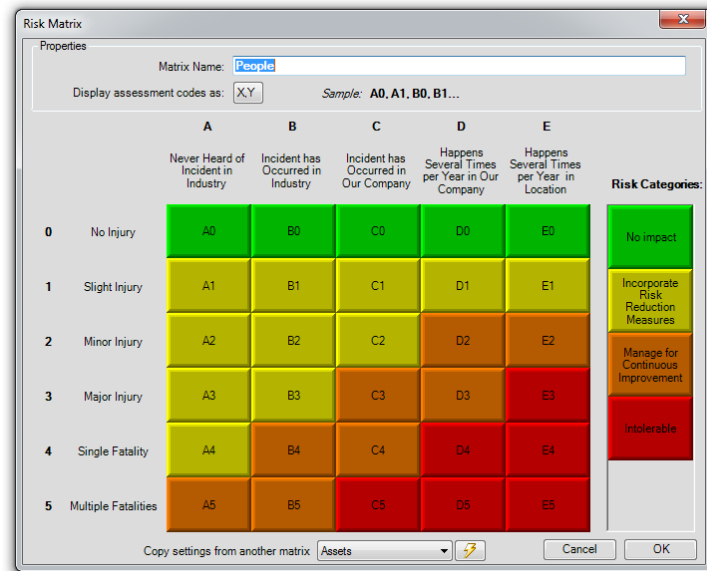 Risk Matrix
Properties
Matrix Name: People
Display assessment codes as: X,Y Sample: A0, A1, B0, B1...
A B C D E
Never Heard of Incident in Industry
Incident has Occurred in Industry
Incident has Occurred in Our Company
Happens Several Times per Year in Our Company
Happens Several Times per Year in Location
Risk Categories:
0 No Injury A0 B0 C0 D0 E0
1 Slight Injury A1 B1 C1 D1 E1
2 Minor Injury A2 B2 C2 D2 E2
3 Major Injury A3 B3 C3 D3 E3
4 Single Fatality A4 B4 C4 D4 E4
5 Multiple Fatalities A5 B5 C5 D5 E5
No impact
Incorporate Risk Reduction Measures
Manage for Continuous Improvement
Intolerable
Copy settings from another matrix Assets
Cancel OK